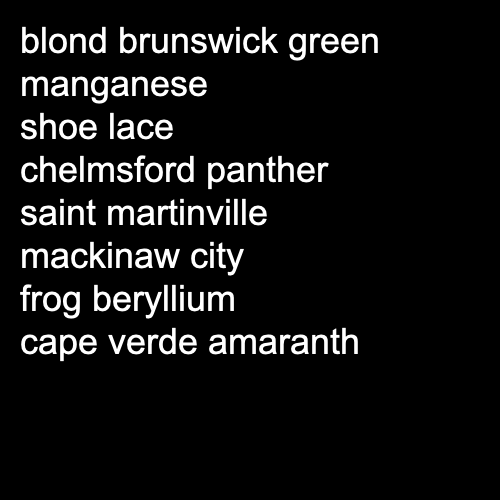 blond brunswick green
manganese
shoe lace
chelmsford panther
saint martinville
mackinaw city
frog beryllium
cape verde amaranth